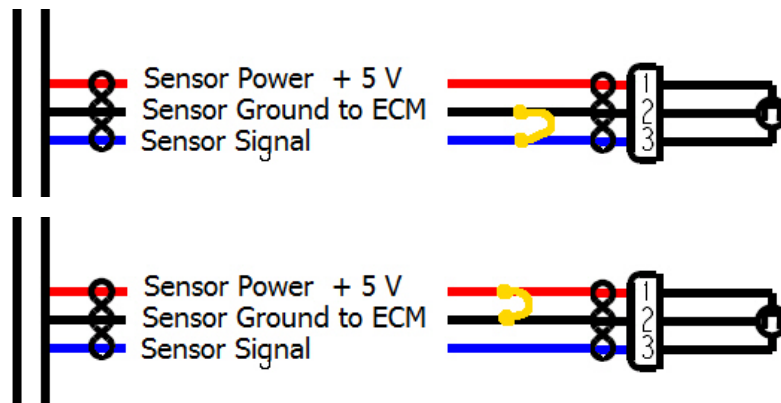 Sensor Power + 5 V
Sensor Ground to ECM
Sensor Signal
1
2
3
Sensor Power + 5 V
Sensor Ground to ECM
Sensor Signal
1
2
3